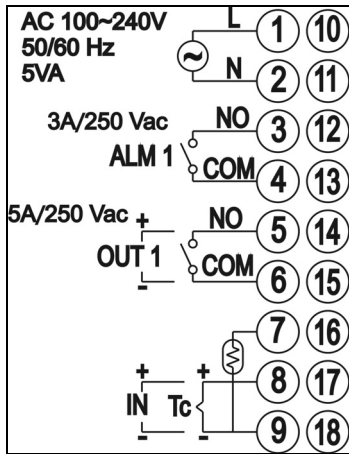 AC 100~240V L 1 10
50/60 Hz
5VA N 2 11
3A/250 Vac NO 3 12
ALM 1 COM 4 13
5A/250 Vac + NO 5 14
OUT 1 COM 6 15
-
7 16
+ + 8 17
IN Tc
- - 9 18